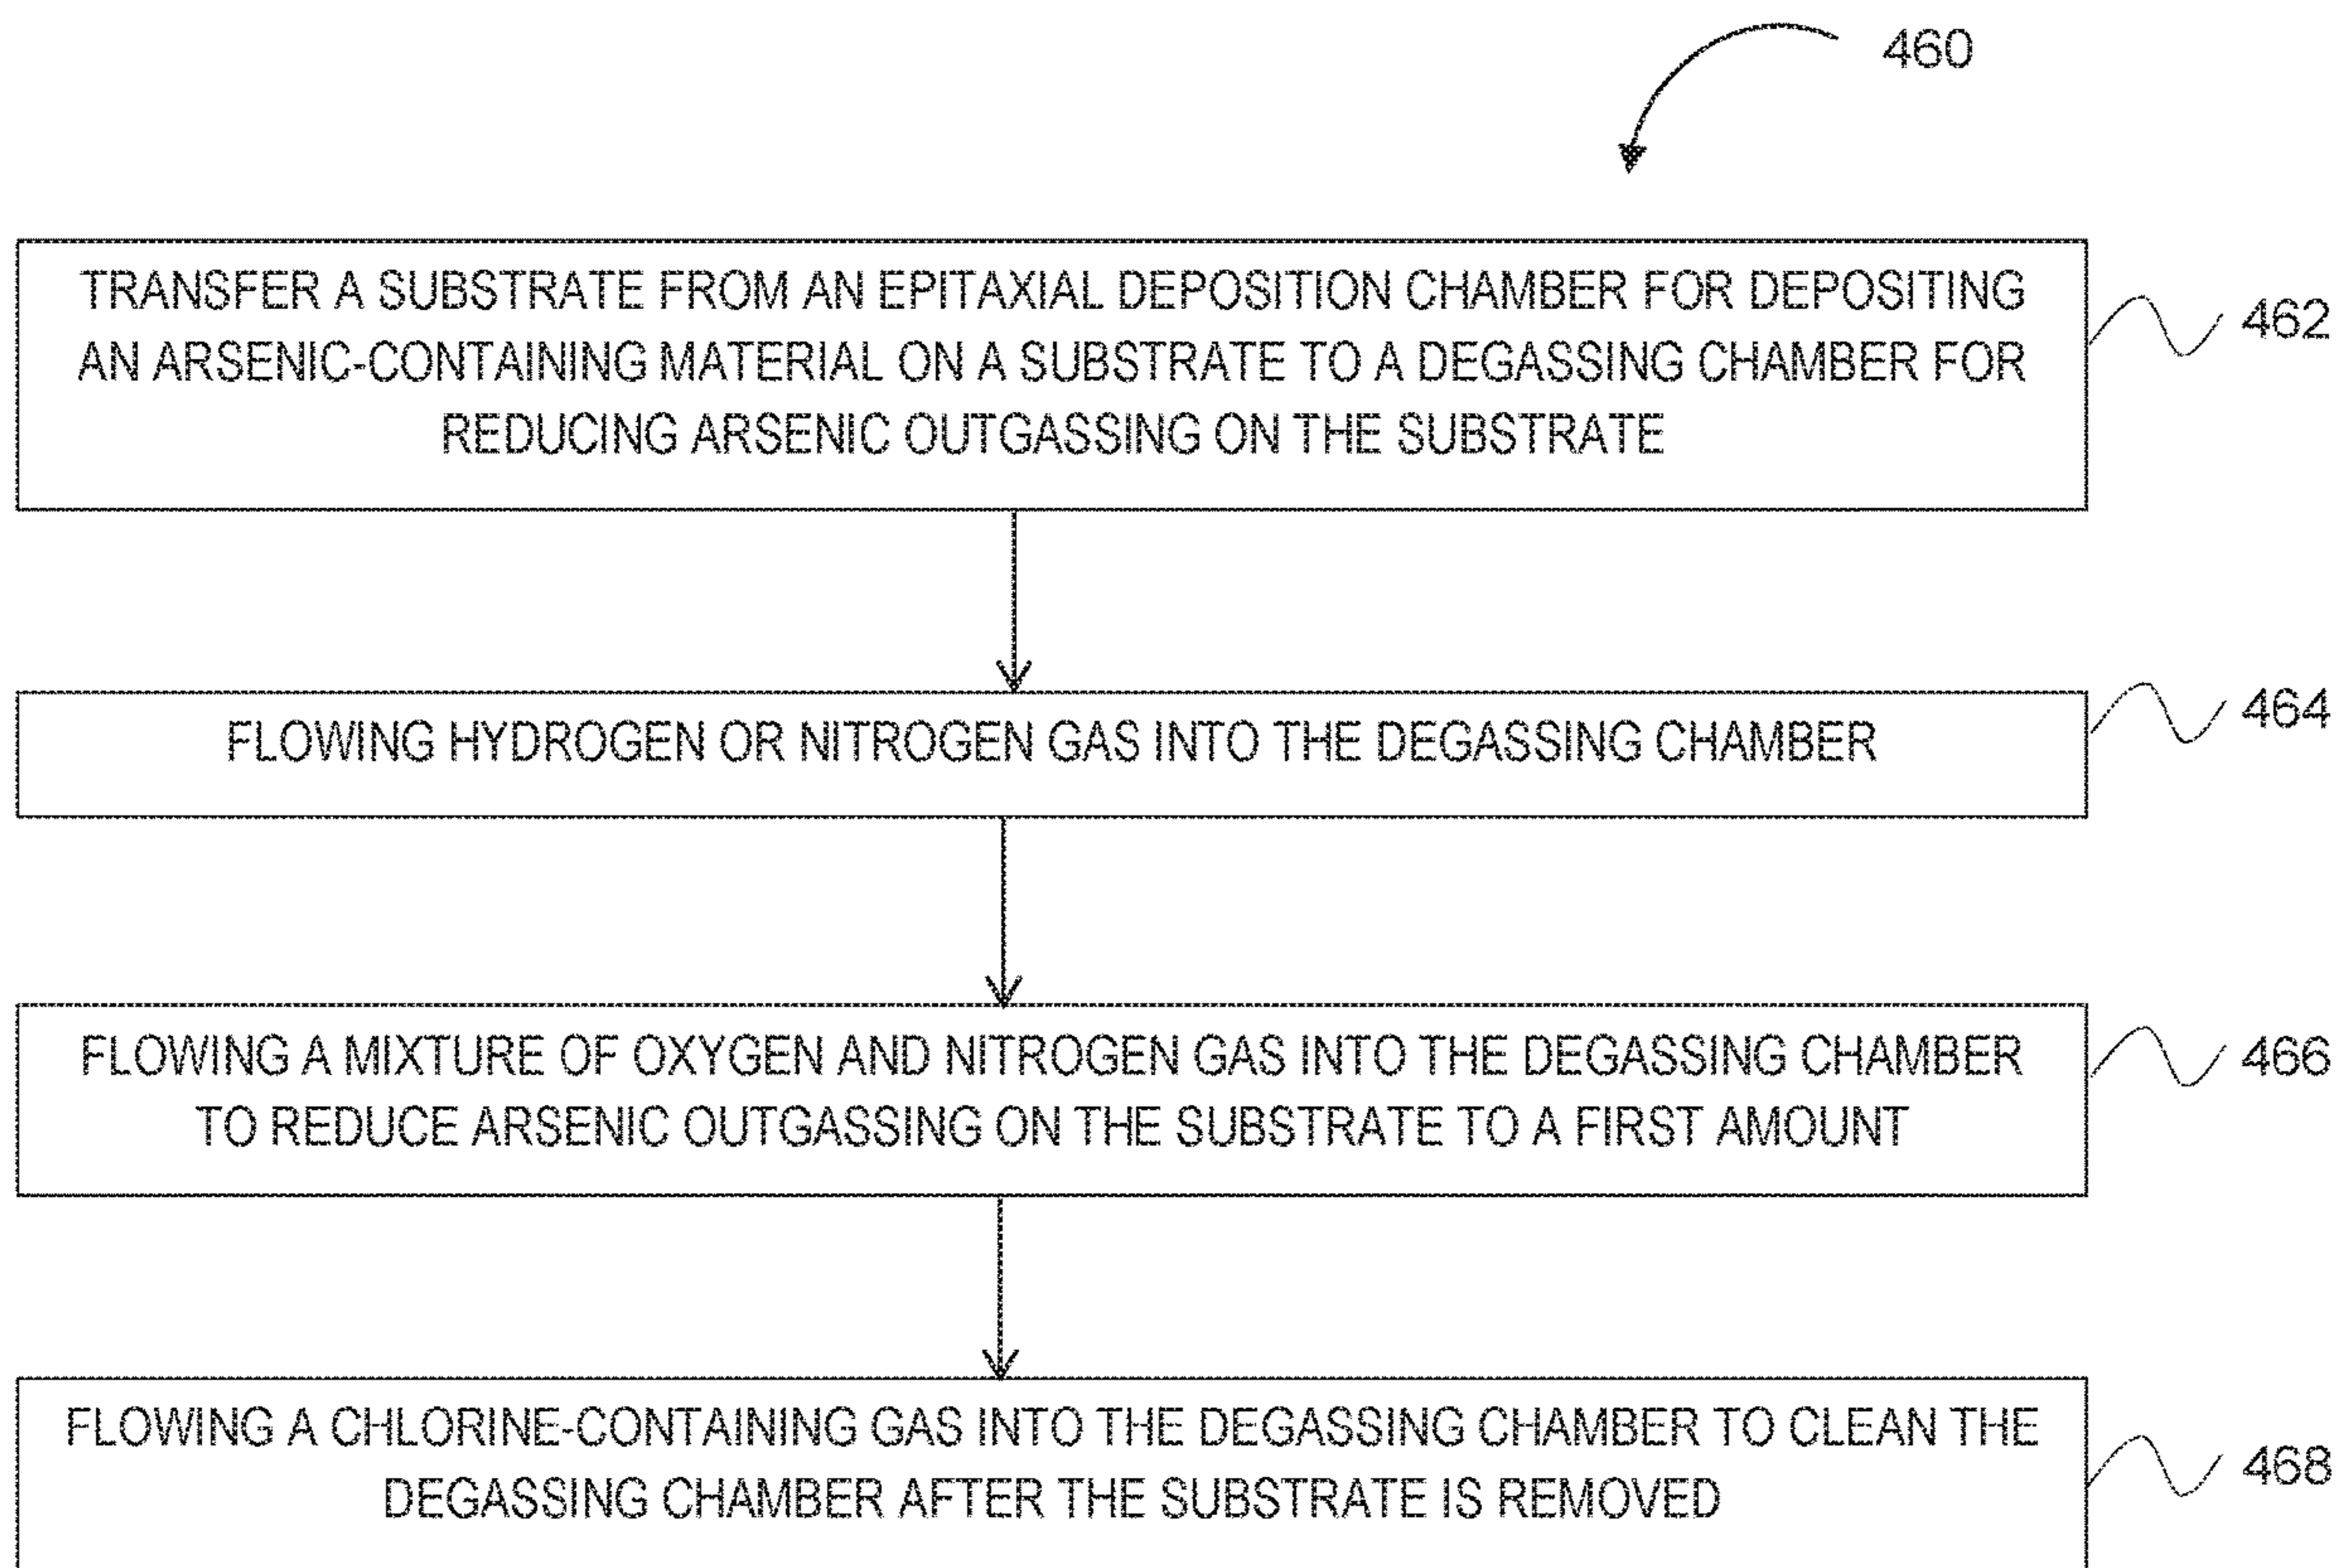 460
TRANSFER A SUBSTRATE FROM AN EPITAXIAL DEPOSITION CHAMBER FOR DEPOSITING
AN ARSENIC-CONTAINING MATERIAL ON A SUBSTRATE TO A DEGASSING CHAMBER FOR
REDUCING ARSENIC OUTGASSING ON THE SUBSTRATE
462
FLOWING HYDROGEN OR NITROGEN GAS INTO THE DEGASSING CHAMBER
464
FLOWING A MIXTURE OF OXYGEN AND NITROGEN GAS INTO THE DEGASSING CHAMBER
TO REDUCE ARSENIC OUTGASSING ON THE SUBSTRATE TO A FIRST AMOUNT
466
FLOWING A CHLORINE-CONTAINING GAS INTO THE DEGASSING CHAMBER TO CLEAN THE
DEGASSING CHAMBER AFTER THE SUBSTRATE IS REMOVED
468